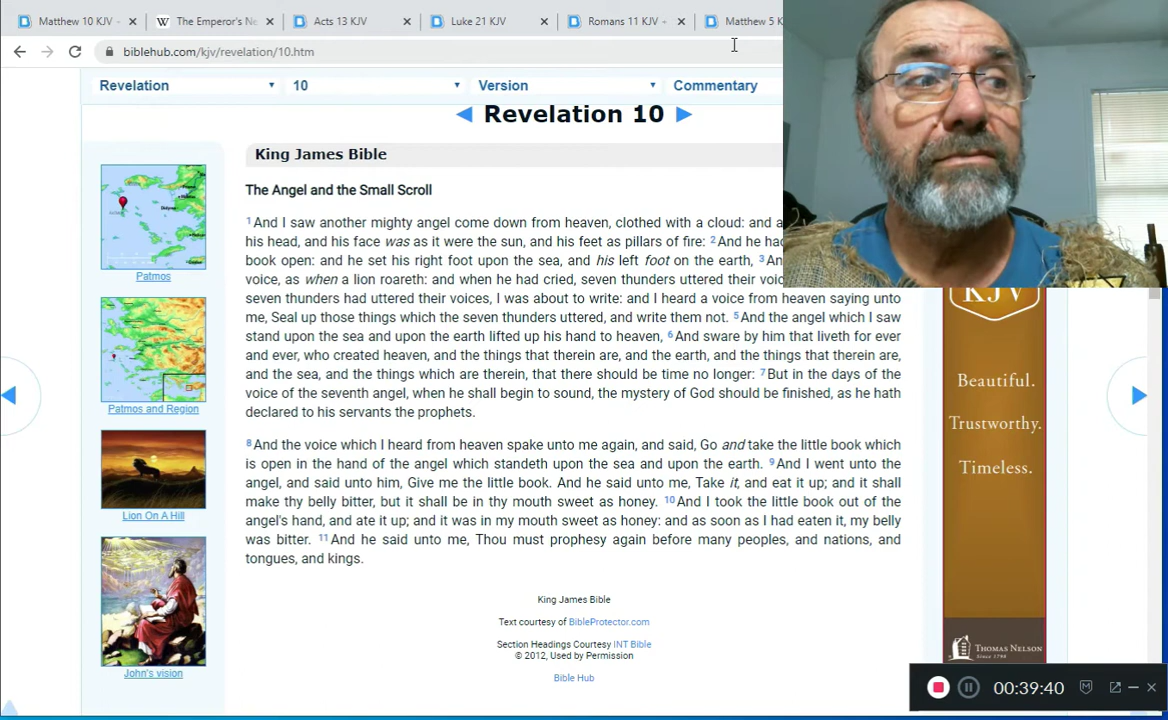 Matthew 10 KJV
The Emperor's Ne
Acts 13 KJV
Luke 21 KJV
Romans 11 KJV
Matthew 5 K
biblehub.com/kjv/revelation/10.htm
Revelation
10
Version
Commentary
Revelation 10
King James Bible
The Angel and the Small Scroll
1And I saw another mighty angel come down from heaven, clothed with a cloud: and a
his head, and his face was as it were the sun, and his feet as pillars of fire: 2And he had
book open: and he set his right foot upon the sea, and his left foot on the earth, 3An
voice, as when a lion roareth: and when he had cried, seven thunders uttered their voic
seven thunders had uttered their voices, I was about to write: and I heard a voice from heaven saying unto
me, Seal up those things which the seven thunders uttered, and write them not. 5And the angel which I saw
stand upon the sea and upon the earth lifted up his hand to heaven, 6And sware by him that liveth for ever
and ever, who created heaven, and the things that therein are, and the earth, and the things that therein are,
and the sea, and the things which are therein, that there should be time no longer: 7But in the days of the
voice of the seventh angel, when he shall begin to sound, the mystery of God should be finished, as he hath
declared to his servants the prophets.
8And the voice which I heard from heaven spake unto me again, and said, Go and take the little book which
is open in the hand of the angel which standeth upon the sea and upon the earth. 9And I went unto the
angel, and said unto him, Give me the little book. And he said unto me, Take it, and eat it up; and it shall
make thy belly bitter, but it shall be in thy mouth sweet as honey. 10And I took the little book out of the
angel's hand, and ate it up; and it was in my mouth sweet as honey: and as soon as I had eaten it, my belly
was bitter. 11And he said unto me, Thou must prophesy again before many peoples, and nations, and
tongues, and kings.
King James Bible
Text courtesy of BibleProtector.com
Section Headings Courtesy INT Bible
© 2012, Used by Permission
Bible Hub
Patmos
Patmos and Region
Lion On A Hill
John's vision
KJV
Beautiful.
Trustworthy.
Timeless.
THOMAS NELSON
Since 1798
00:39:40